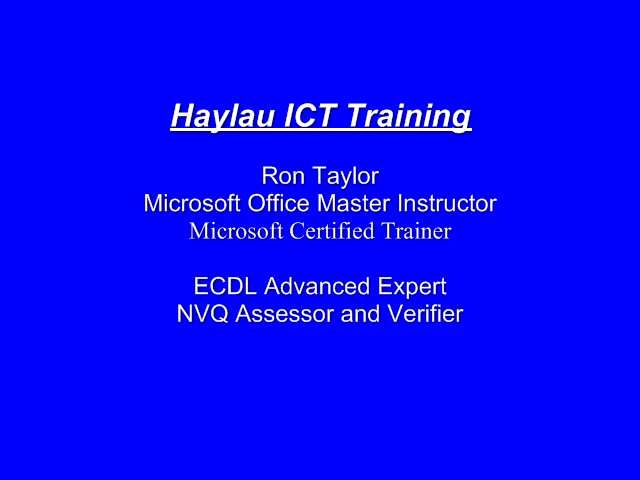 Haylau ICT Training
Ron Taylor
Microsoft Office Master Instructor
Microsoft Certified Trainer
ECDL Advanced Expert
NVQ Assessor and Verifier